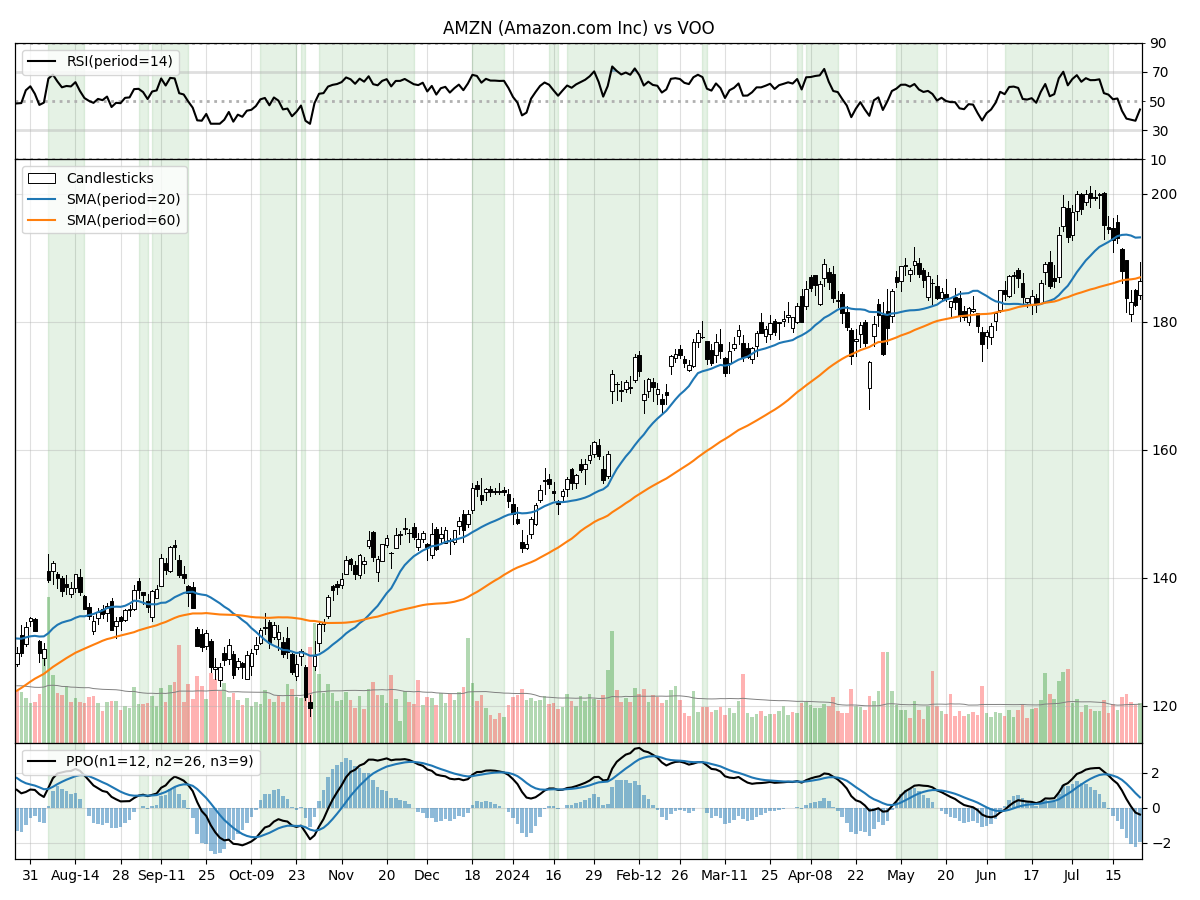 AMZN (Amazon.com Inc) vs VOO
RSI(period=14)
90
70
50
30
10
Candlesticks
SMA(period=20)
SMA(period=60)
200
180
160
140
120
PPO(n1=12, n2=26, n3=9)
2
0
−2
31 Aug-14 28 Sep-11 25 Oct-09 23 Nov 20 Dec 18 2024 16 29 Feb-12 26 Mar-11 25 Apr-08 22 May 20 Jun 17 Jul 15